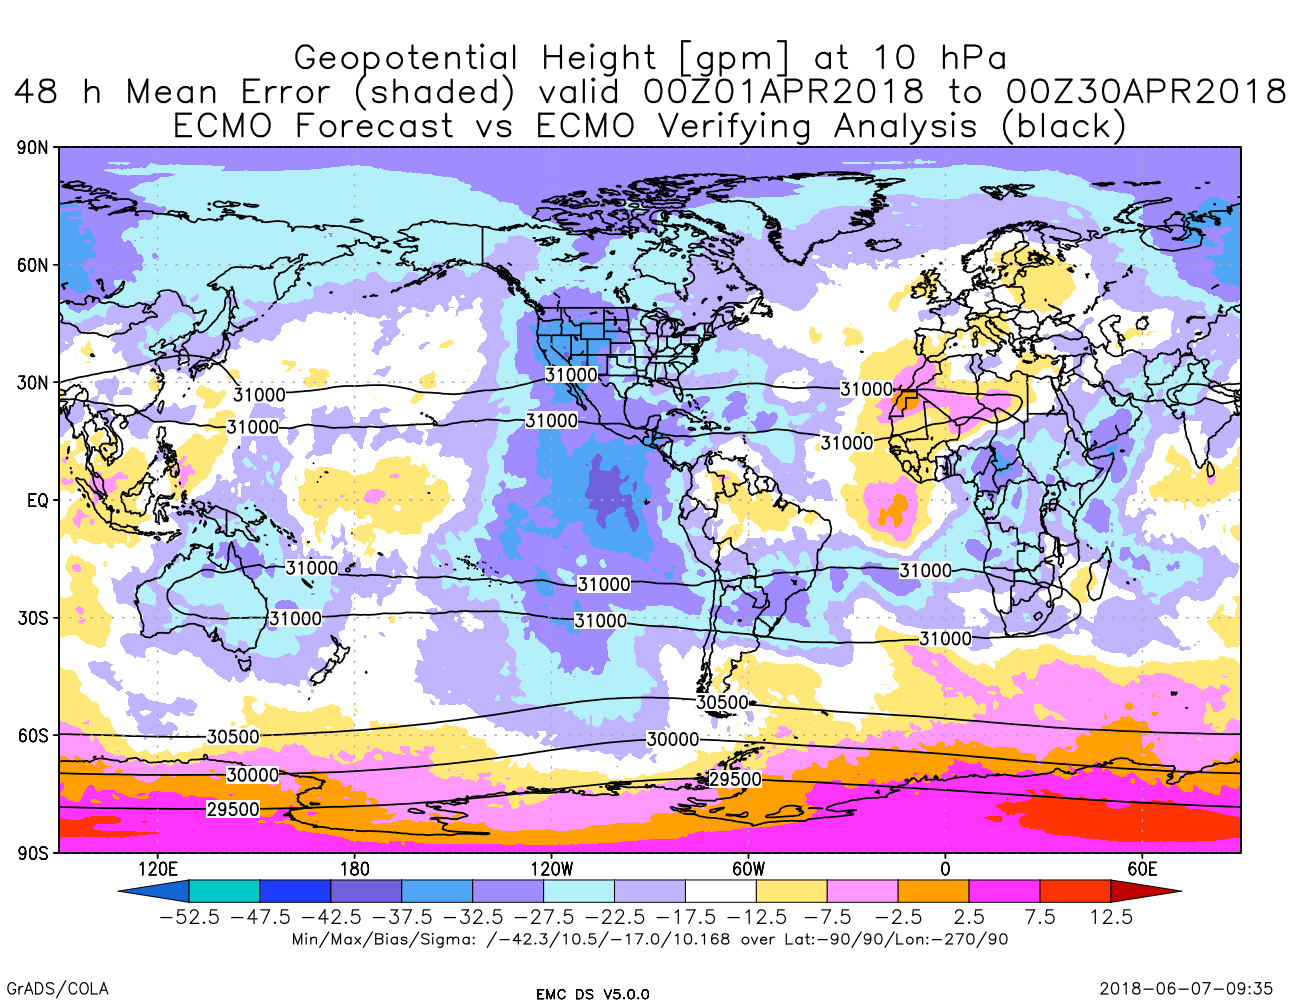 Geopotential Height [gpm] at 10 hPa
48 h Mean Error (shaded) valid 00Z01APR2018 to 00Z30APR2018
ECMO Forecast vs ECMO Verifying Analysis (black)
90N
60N
30N
EQ
30S
60S
90S
31000 31000 31000
31000 31000 31000
31000 31000 31000
31000 31000 31000
30500 30500
30000 30000
29500 29500
120E 180 120W 60W 0 60E
−52.5 −47.5 −42.5 −37.5 −32.5 −27.5 −22.5 −17.5 −12.5 −7.5 −2.5 2.5 7.5 12.5
Min/Max/Bias/Sigma: /−42.3/10.5/−17.0/10.168 over Lat:−90/90/Lon:−270/90
GrADS/COLA
EMC DS V5.0.0
2018−06−07−09:35